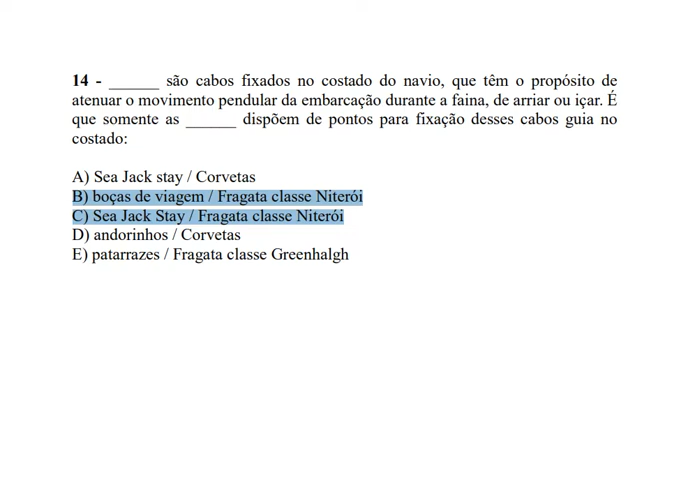 14 - ______ são cabos fixados no costado do navio, que têm o propósito de
atenuar o movimento pendular da embarcação durante a faina, de arriar ou içar. É
que somente as ______ dispõem de pontos para fixação desses cabos guia no
costado:
A) Sea Jack stay / Corvetas
B) boças de viagem / Fragata classe Niterói
C) Sea Jack Stay / Fragata classe Niterói
D) andorinhos / Corvetas
E) patarrazes / Fragata classe Greenhalgh